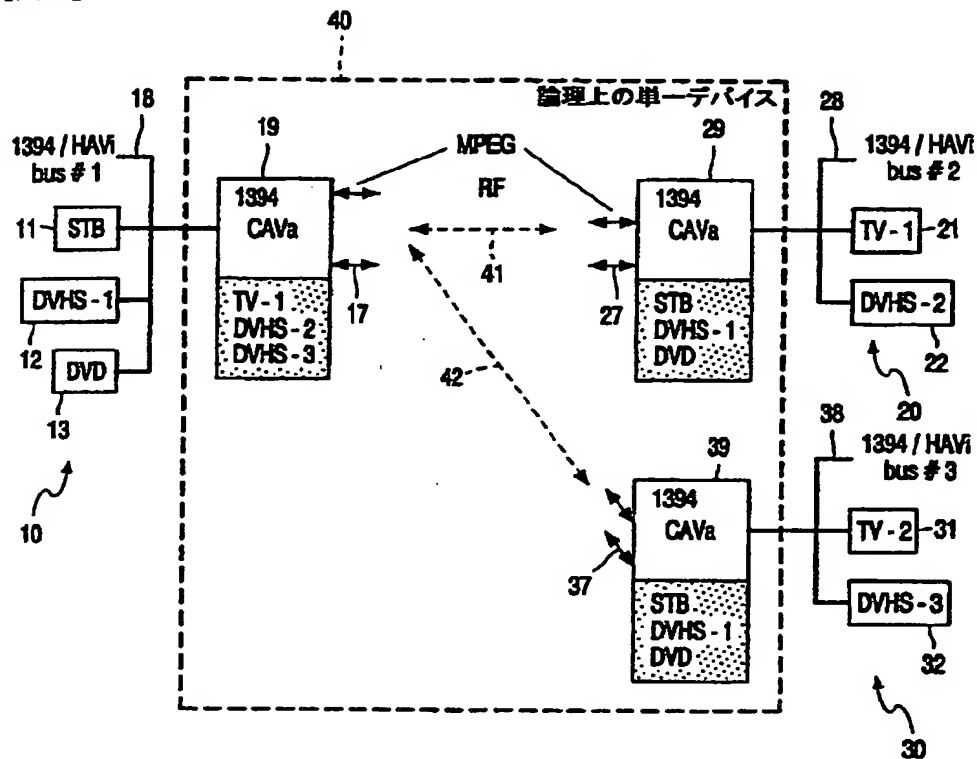 40
論理上の単一デバイス
18
1394 / HAVi
bus # 1
11
STB
12
DVHS - 1
13
DVD
10
19
1394
CAVa
TV - 1
DVHS - 2
DVHS - 3
17
MPEG
RF
41
42
29
1394
CAVa
STB
DVHS - 1
DVD
27
28
1394 / HAVi
bus # 2
TV - 1
21
DVHS - 2
22
20
39
1394
CAVa
STB
DVHS - 1
DVD
37
38
1394 / HAVi
bus # 3
TV - 2
31
DVHS - 3
32
30